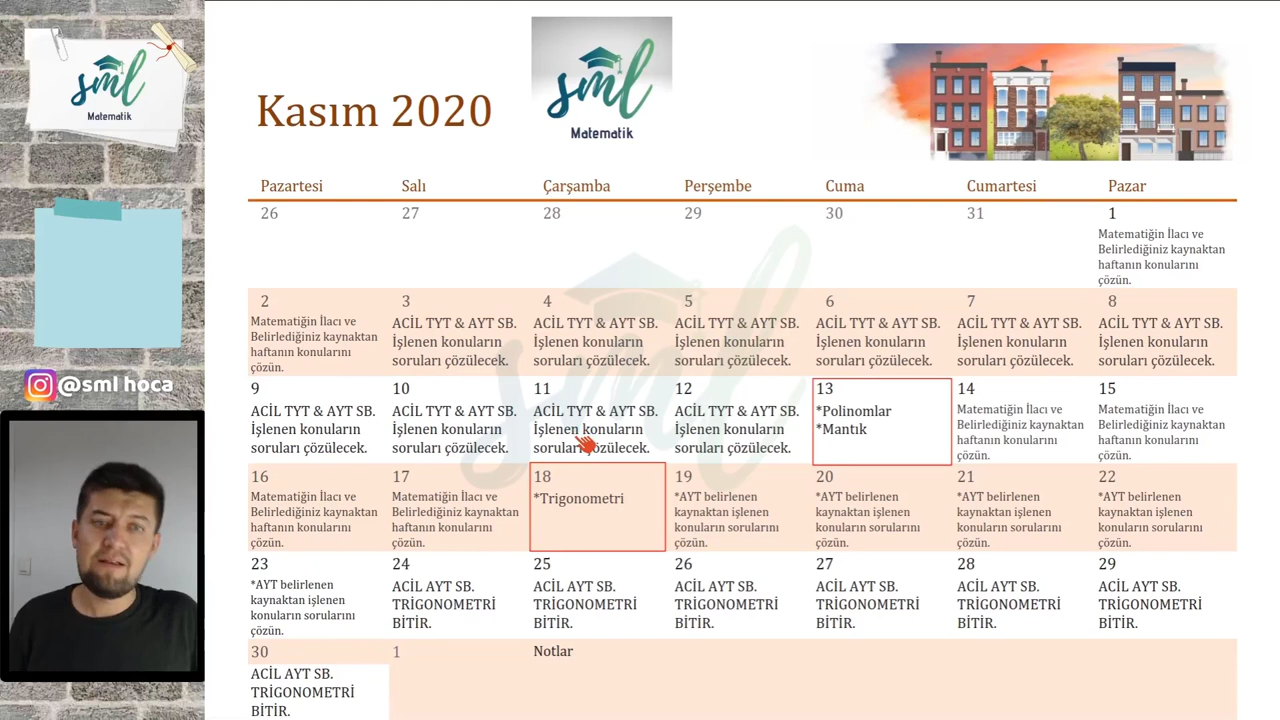 sml
Matematik
@sml hoca
Kasım 2020
sml
Matematik
Pazartesi Salı Çarşamba Perşembe Cuma Cumartesi Pazar
26 27 28 29 30 31 1
Matematiğin İlacı ve
Belirlediğiniz kaynaktan
haftanın konularını
çözün.
2 3 4 5 6 7 8
Matematiğin İlacı ve
Belirlediğiniz kaynaktan
haftanın konularını
çözün.
ACİL TYT & AYT SB.
İşlenen konuların
soruları çözülecek.
ACİL TYT & AYT SB.
İşlenen konuların
soruları çözülecek.
ACİL TYT & AYT SB.
İşlenen konuların
soruları çözülecek.
ACİL TYT & AYT SB.
İşlenen konuların
soruları çözülecek.
ACİL TYT & AYT SB.
İşlenen konuların
soruları çözülecek.
ACİL TYT & AYT SB.
İşlenen konuların
soruları çözülecek.
9 10 11 12 13 14 15
ACİL TYT & AYT SB.
İşlenen konuların
soruları çözülecek.
ACİL TYT & AYT SB.
İşlenen konuların
soruları çözülecek.
ACİL TYT & AYT SB.
İşlenen konuların
soruları çözülecek.
ACİL TYT & AYT SB.
İşlenen konuların
soruları çözülecek.
*Polinomlar
*Mantık
Matematiğin İlacı ve
Belirlediğiniz kaynaktan
haftanın konularını
çözün.
Matematiğin İlacı ve
Belirlediğiniz kaynaktan
haftanın konularını
çözün.
16 17 18 19 20 21 22
Matematiğin İlacı ve
Belirlediğiniz kaynaktan
haftanın konularını
çözün.
Matematiğin İlacı ve
Belirlediğiniz kaynaktan
haftanın konularını
çözün.
*Trigonometri
*AYT belirlenen
kaynaktan işlenen
konuların sorularını
çözün.
*AYT belirlenen
kaynaktan işlenen
konuların sorularını
çözün.
*AYT belirlenen
kaynaktan işlenen
konuların sorularını
çözün.
*AYT belirlenen
kaynaktan işlenen
konuların sorularını
çözün.
23 24 25 26 27 28 29
*AYT belirlenen
kaynaktan işlenen
konuların sorularını
çözün.
ACİL AYT SB.
TRİGONOMETRİ
BİTİR.
ACİL AYT SB.
TRİGONOMETRİ
BİTİR.
ACİL AYT SB.
TRİGONOMETRİ
BİTİR.
ACİL AYT SB.
TRİGONOMETRİ
BİTİR.
ACİL AYT SB.
TRİGONOMETRİ
BİTİR.
ACİL AYT SB.
TRİGONOMETRİ
BİTİR.
30 1 Notlar
ACİL AYT SB.
TRİGONOMETRİ
BİTİR.